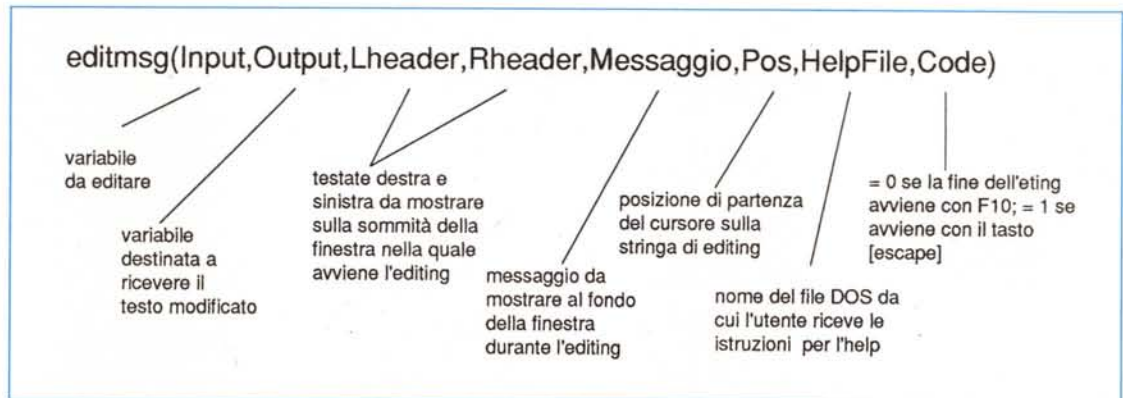 editmsg(Input,Output,Lheader,Rheader,Messaggio,Pos,HelpFile,Code)
variabile
da editare
variabile
destinata a
ricevere il
testo modificato
testate destra e
sinistra da mostrare
sulla sommità della
finestra nella quale
avviene l'editing
messaggio da
mostrare al fondo
della finestra
durante l'editing
posizione di partenza
del cursore sulla
stringa di editing
nome del file DOS da
cui l'utente riceve le
istruzioni per l'help
= 0 se la fine dell'eting
avviene con F10; = 1 se
avviene con il tasto
[escape]